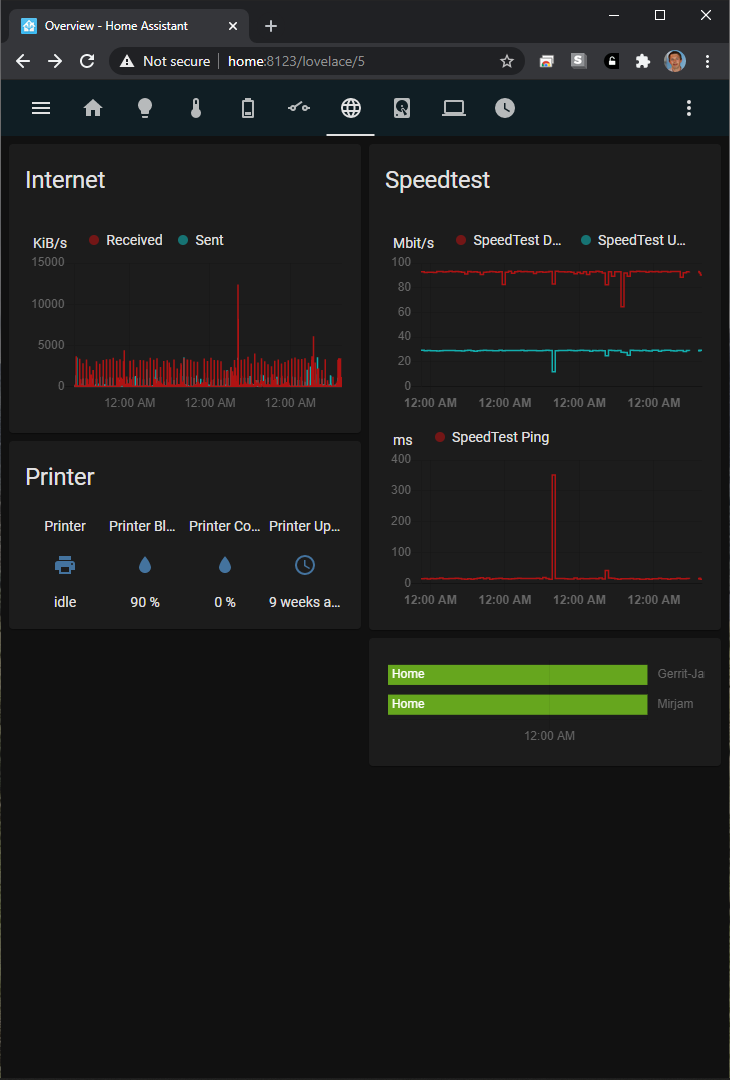 Overview - Home Assistant
Not secure
home:8123/lovelace/5
Internet
KiB/s
Received
Sent
15000
10000
5000
0
12:00 AM 12:00 AM 12:00 AM
Printer
Printer Printer Bl... Printer Co... Printer Up...
idle 90 % 0 % 9 weeks a...
Speedtest
Mbit/s
SpeedTest D...
SpeedTest U...
100
80
60
40
20
0
12:00 AM 12:00 AM 12:00 AM 12:00 AM
ms
SpeedTest Ping
400
300
200
100
0
12:00 AM 12:00 AM 12:00 AM 12:00 AM
Home Gerrit-Ja
Home Mirjam
12:00 AM